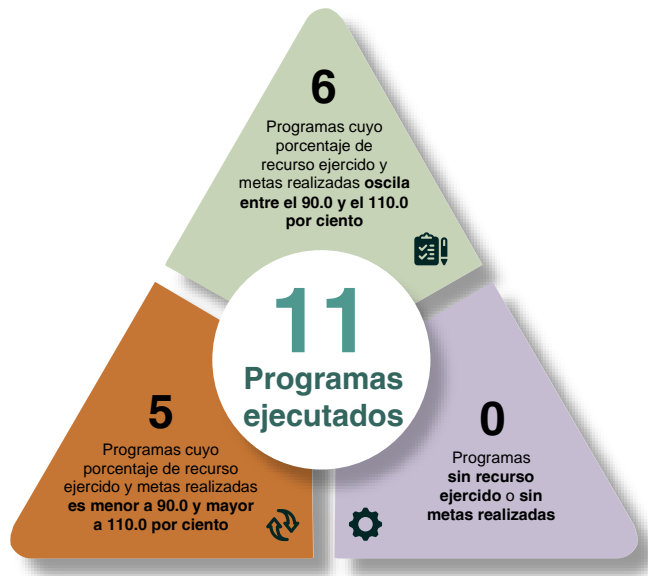 6
Programas cuyo
porcentaje de
recurso ejercido y
metas realizadas oscila
entre el 90.0 y el 110.0
por ciento
11
Programas
ejecutados
5
Programas cuyo
porcentaje de recurso
ejercido y metas realizadas
es menor a 90.0 y mayor
a 110.0 por ciento
0
Programas
sin recurso
ejercido o sin
metas realizadas